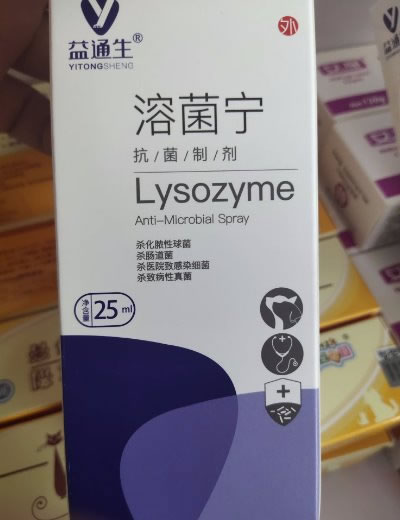 益通生®
YITONGSHENG
外
溶菌宁
抗/菌/制/剂
Lysozyme
Anti-Microbial Spray
杀化脓性球菌
杀肠道菌
杀医院致感染细菌
杀致病性真菌
净含量 25 ml